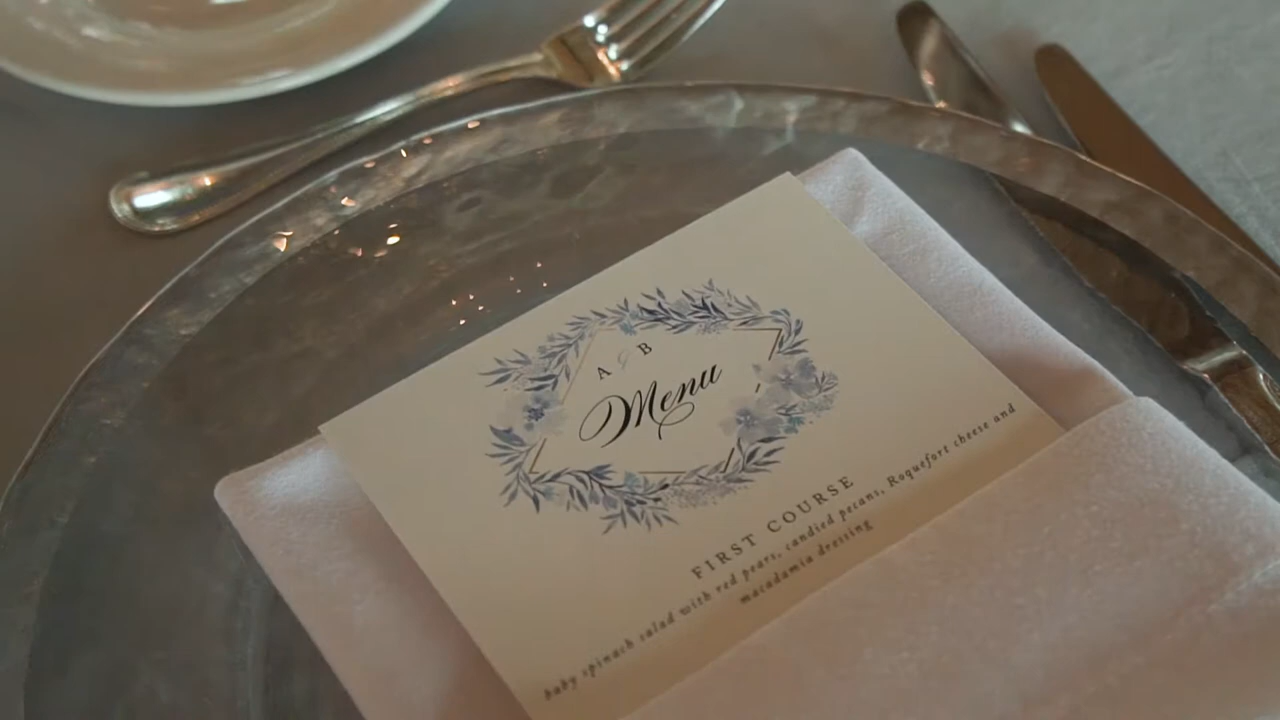 A & B
Menu
FIRST COURSE
baby spinach salad with red pears, candied pecans, Roquefort cheese and
macadamia dressing